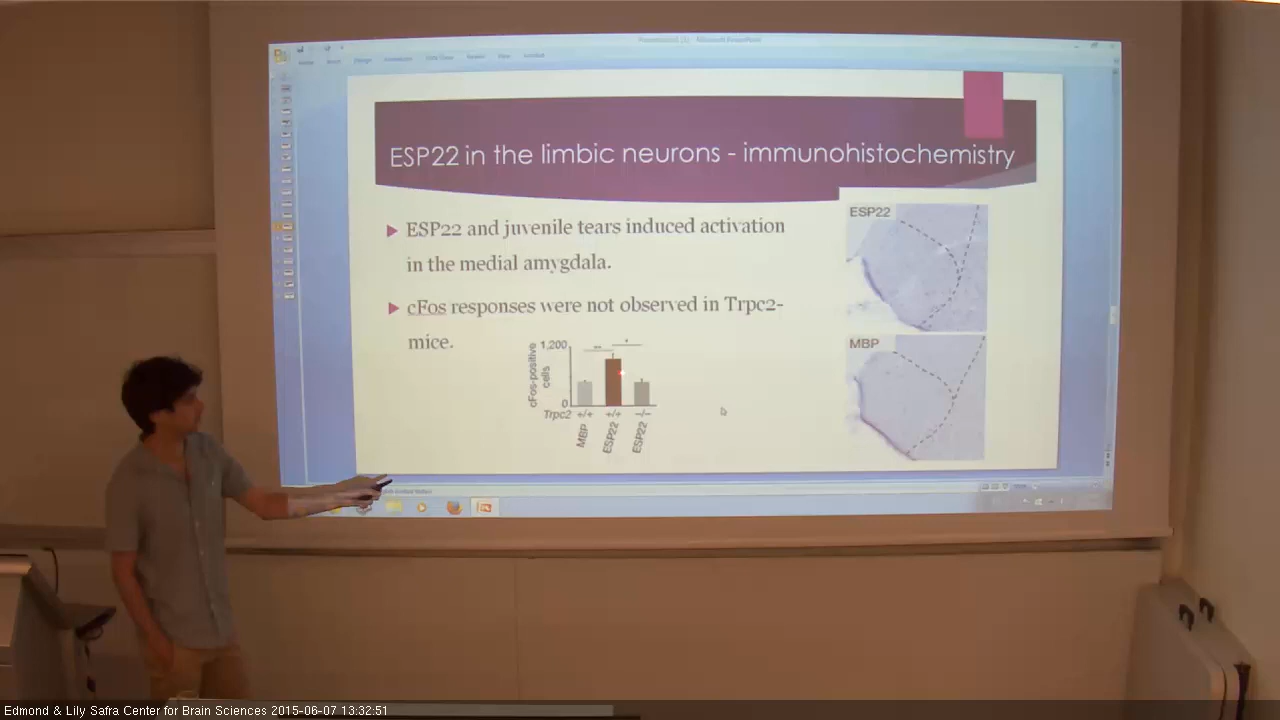 ESP22 in the limbic neurons - immunohistochemistry
ESP22 and juvenile tears induced activation
in the medial amygdala.
cFos responses were not observed in Trpc2-
mice.
ESP22
MBP
1,200
cFos-positive
cells
0
** *
Trpc2 +/+ +/+ –/–
MBP ESP22 ESP22
Edmond & Lily Safra Center for Brain Sciences 2015-06-07 13:32:51